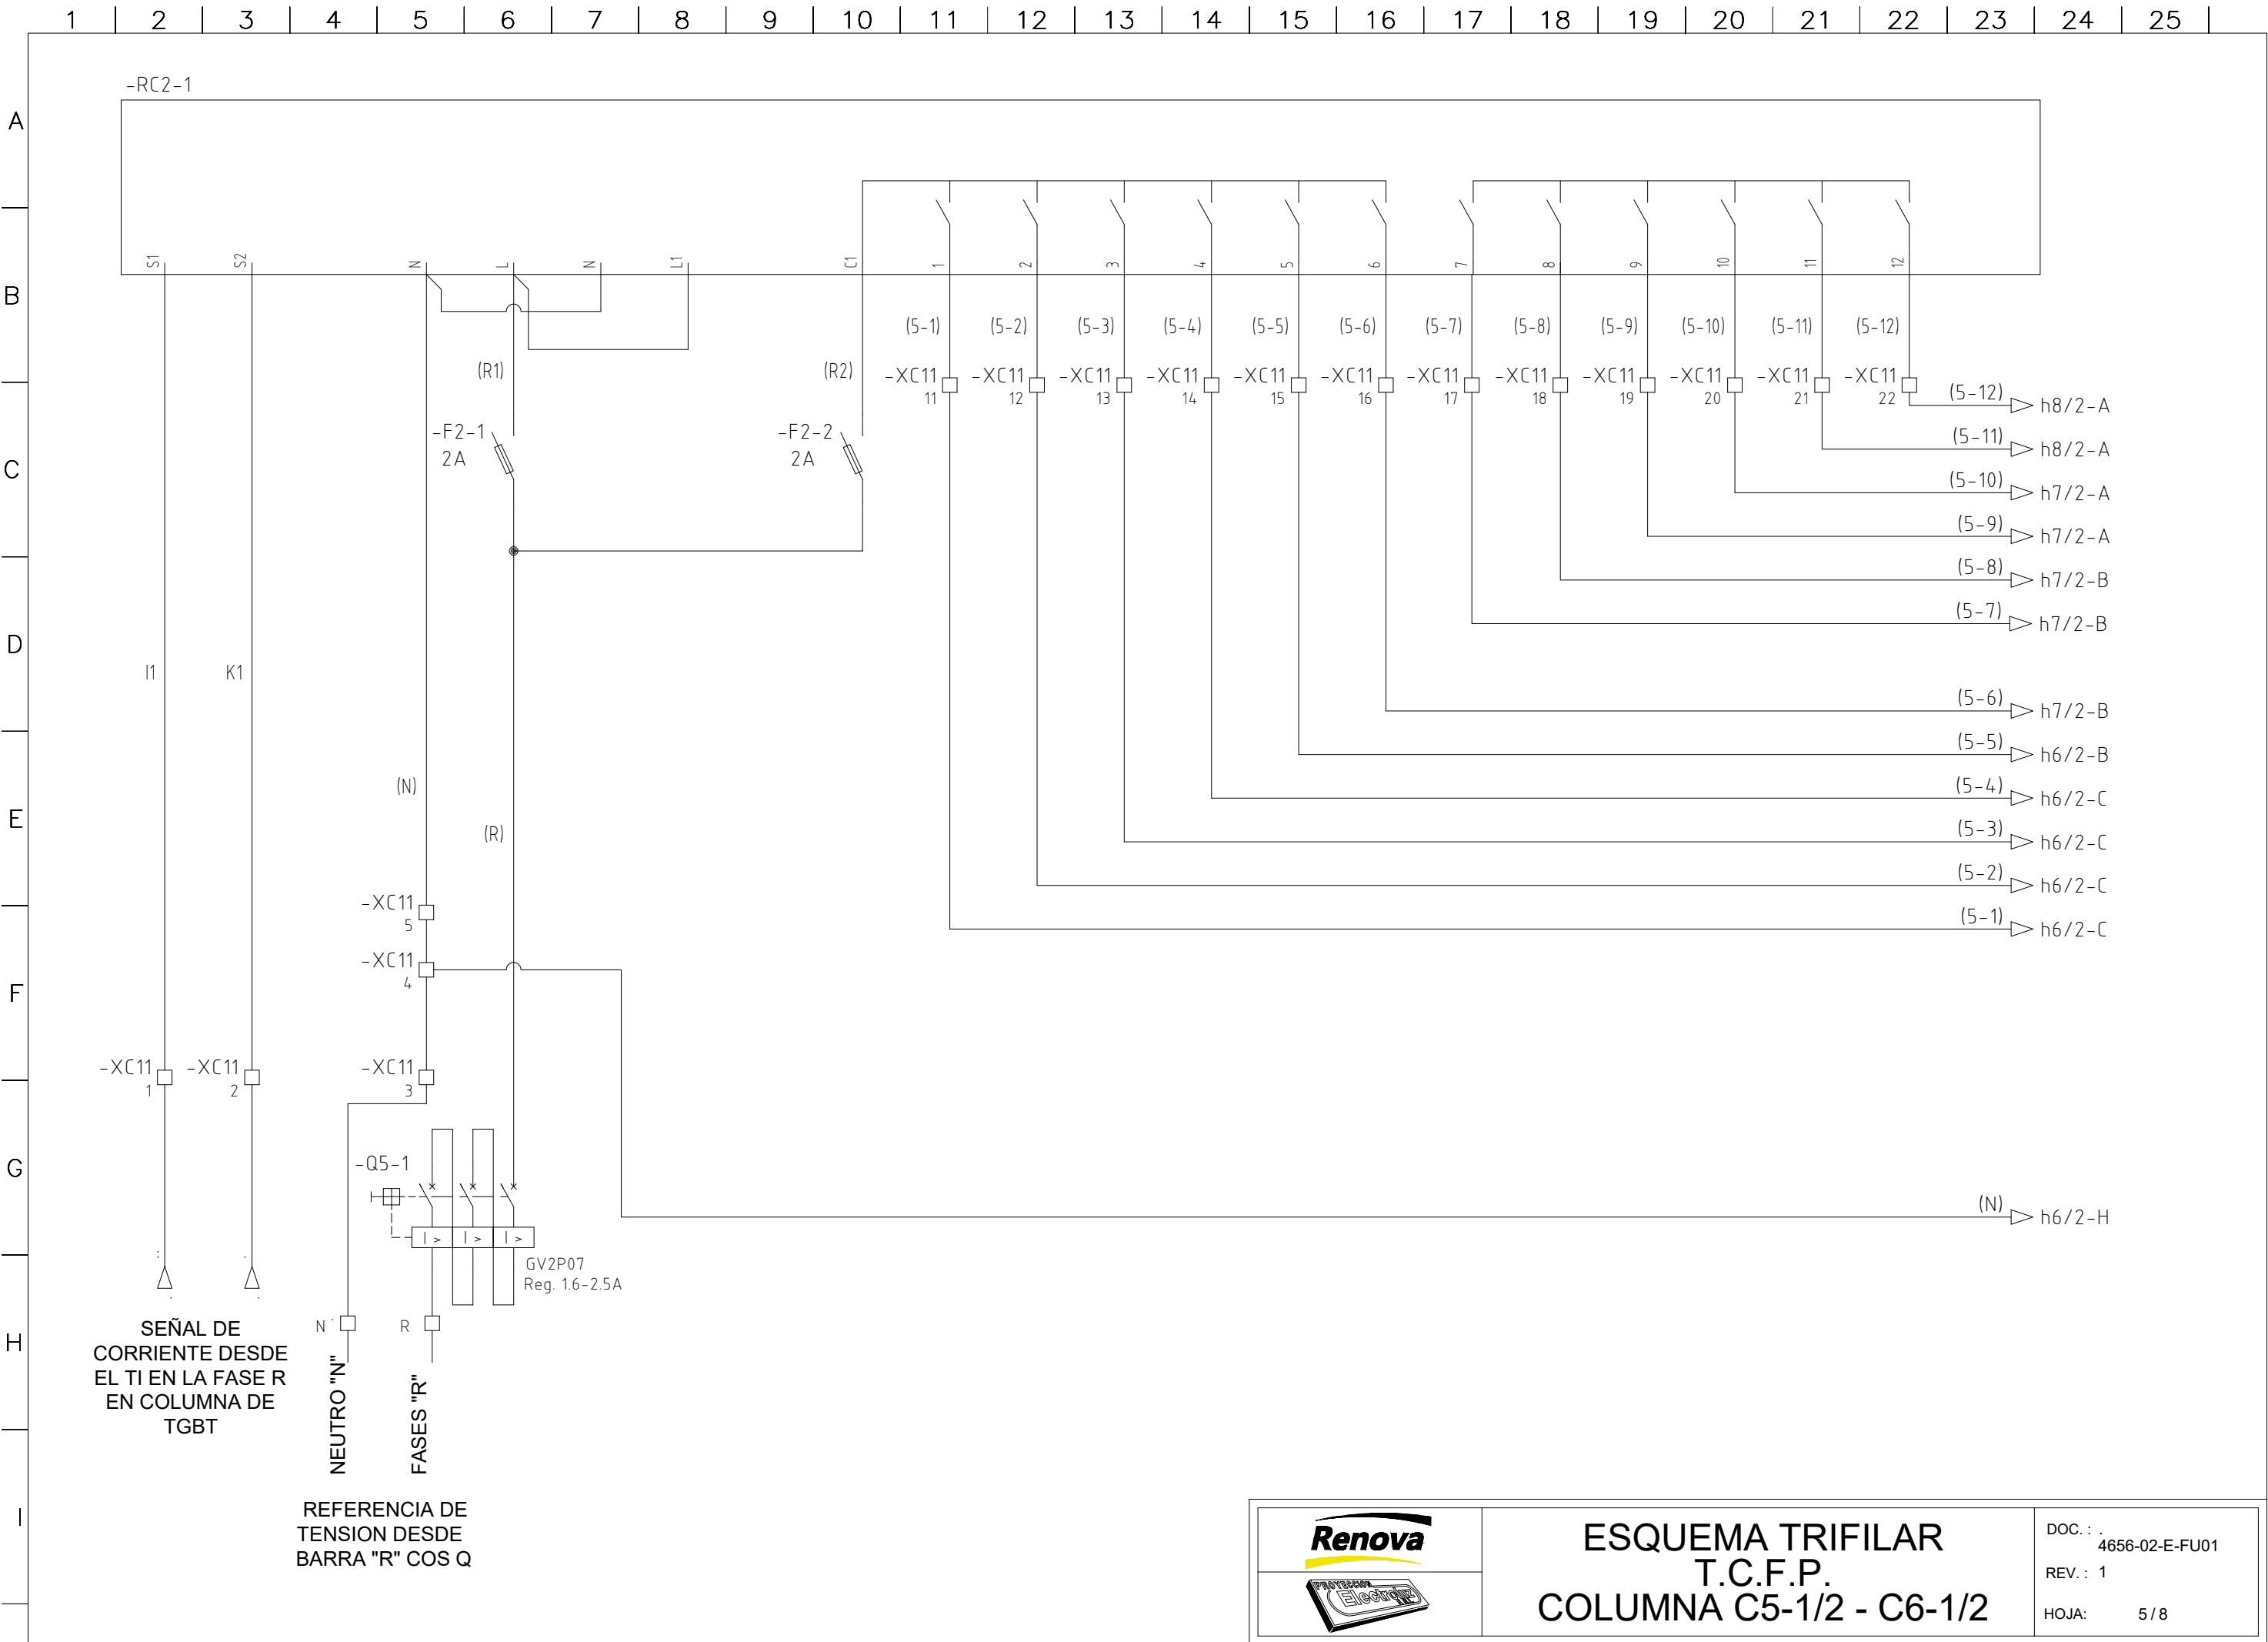 1 2 3 4 5 6 7 8 9 10 11 12 13 14 15 16 17 18 19 20 21 22 23 24 25
A
B
C
D
E
F
G
H
I
-RC2-1
S1 S2 N L N L1 C1 1 2 3 4 5 6 7 8 9 10 11 12
(5-1) (5-2) (5-3) (5-4) (5-5) (5-6) (5-7) (5-8) (5-9) (5-10) (5-11) (5-12)
(R1) (R2)
-XC11 -XC11 -XC11 -XC11 -XC11 -XC11 -XC11 -XC11 -XC11 -XC11 -XC11 -XC11
11 12 13 14 15 16 17 18 19 20 21 22
(5-12) h8/2-A
-F2-1
2A
-F2-2
2A
(5-11) h8/2-A
(5-10) h7/2-A
(5-9) h7/2-A
(5-8) h7/2-B
(5-7) h7/2-B
I1 K1
(5-6) h7/2-B
(5-5) h6/2-B
(N)
(5-4) h6/2-C
(R)
(5-3) h6/2-C
(5-2) h6/2-C
(5-1) h6/2-C
-XC11
5
-XC11
4
-XC11
1
-XC11
2
-XC11
3
-Q5-1
I > I > I >
GV2P07
Reg. 1.6-2.5A
(N) h6/2-H
N R
SEÑAL DE
CORRIENTE DESDE
EL TI EN LA FASE R
EN COLUMNA DE
TGBT
NEUTRO "N"
FASES "R"
REFERENCIA DE
TENSION DESDE
BARRA "R" COS Q
Renova
PROYECCION
Electroluz
ESQUEMA TRIFILAR
T.C.F.P.
COLUMNA C5-1/2 - C6-1/2
DOC. : .
4656-02-E-FU01
REV. : 1
HOJA: 5 / 8